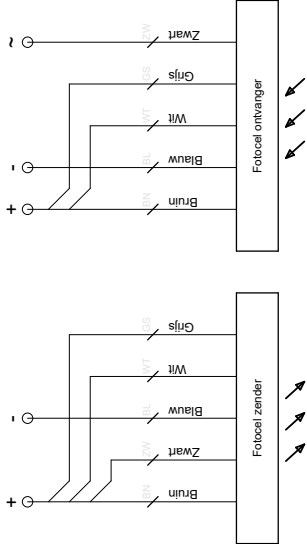 ~
ZW
Zwart
GS
Grijs
WT
Wit
-
BL
Blauw
+
BN
Bruin
Fotocel ontvanger
GS
Grijs
WT
Wit
-
BL
Blauw
ZW
Zwart
+
BN
Bruin
Fotocel zender